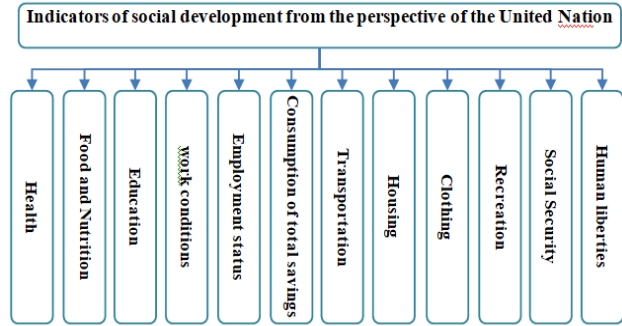 Indicators of social development from the perspective of the United Nation
Health
Food and Nutrition
Education
work conditions
Employment status
Consumption of total savings
Transportation
Housing
Clothing
Recreation
Social Security
Human liberties